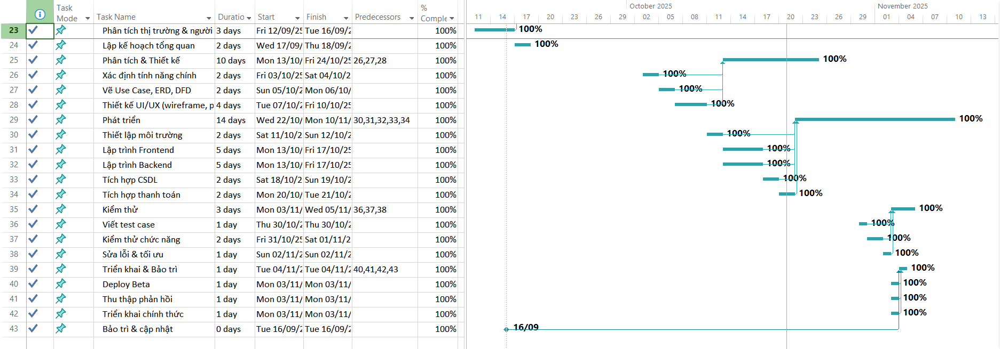 Task Mode Task Name Duratio Start Finish Predecessors % Comple
October 2025 November 2025
11 14 17 20 23 26 29 02 05 08 11 14 17 20 23 26 29 01 04 07 10 13
23 Phân tích thị trường & người 3 days Fri 12/09/25 Tue 16/09/2 100% 100%
24 Lập kế hoạch tổng quan 2 days Wed 17/09/ Thu 18/09/2 100% 100%
25 Phân tích & Thiết kế 10 days Mon 13/10/ Fri 24/10/25 26,27,28 100% 100%
26 Xác định tính năng chính 2 days Fri 03/10/25 Sat 04/10/2 100% 100%
27 Vẽ Use Case, ERD, DFD 2 days Sun 05/10/2 Mon 06/10/ 100% 100%
28 Thiết kế UI/UX (wireframe, p 4 days Tue 07/10/2 Fri 10/10/25 100% 100%
29 Phát triển 14 days Wed 22/10/ Mon 10/11/ 30,31,32,33,34 100% 100%
30 Thiết lập môi trường 2 days Sat 11/10/2 Sun 12/10/2 100% 100%
31 Lập trình Frontend 5 days Mon 13/10/ Fri 17/10/25 100% 100%
32 Lập trình Backend 5 days Mon 13/10/ Fri 17/10/25 100% 100%
33 Tích hợp CSDL 2 days Sat 18/10/2 Sun 19/10/2 100% 100%
34 Tích hợp thanh toán 2 days Mon 20/10/ Tue 21/10/2 100% 100%
35 Kiểm thử 3 days Mon 03/11/ Wed 05/11/ 36,37,38 100% 100%
36 Viết test case 1 day Thu 30/10/2 Thu 30/10/2 100% 100%
37 Kiểm thử chức năng 2 days Fri 31/10/25 Sat 01/11/2 100% 100%
38 Sửa lỗi & tối ưu 1 day Sun 02/11/2 Sun 02/11/2 100% 100%
39 Triển khai & Bảo trì 1 day Tue 04/11/2 Tue 04/11/2 40,41,42,43 100% 100%
40 Deploy Beta 1 day Mon 03/11/ Mon 03/11/ 100% 100%
41 Thu thập phản hồi 1 day Mon 03/11/ Mon 03/11/ 100% 100%
42 Triển khai chính thức 1 day Mon 03/11/ Mon 03/11/ 100% 100%
43 Bảo trì & cập nhật 0 days Tue 16/09/2 Tue 16/09/2 100% 16/09